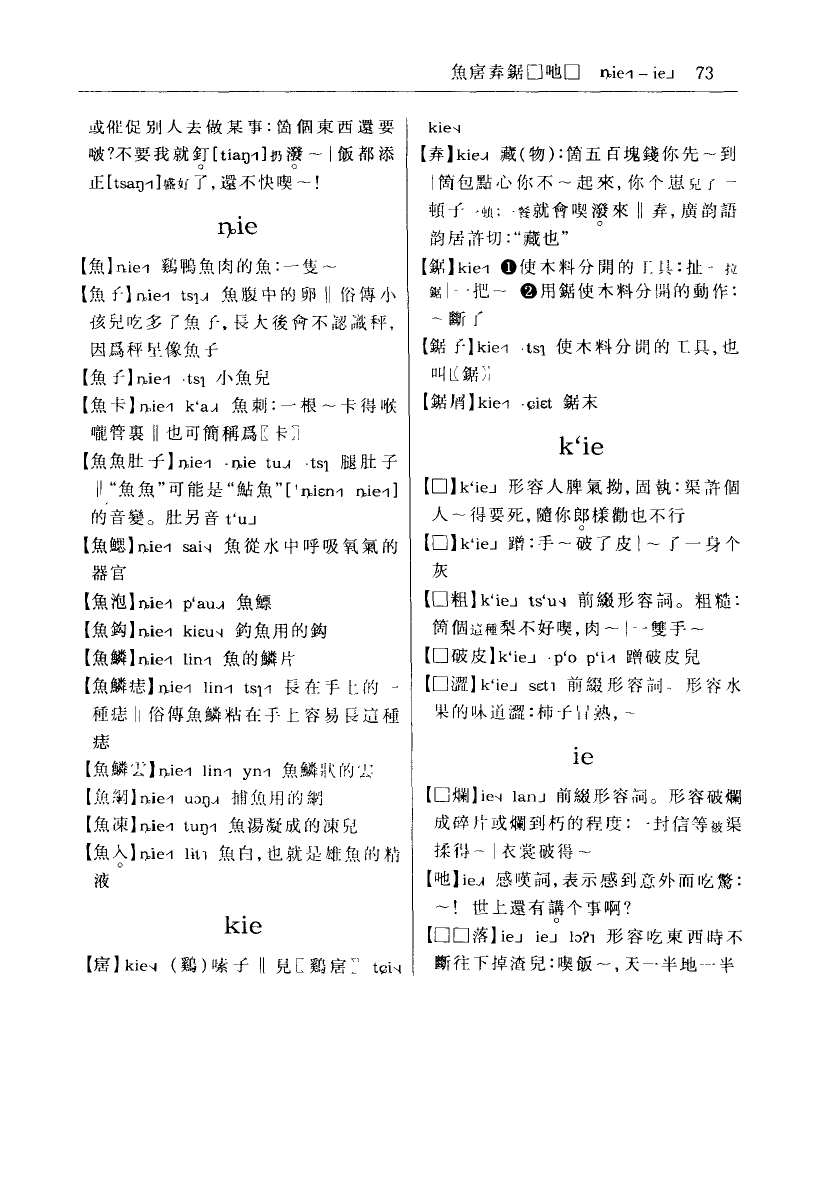 魚㡿弆鋸□吔□ ȵie˧˥－ie˩ 73
或催促别人去做某事：箇個東西還要
啵？不要我就釘[tiaŋ˧˥]扔潑～｜飯都添
正[tsaŋ˧˥]盛好了，還不快喫～！
ȵie
【魚】ȵie˧˥ 鷄鴨魚肉的魚：一隻～
【魚子】ȵie˧˥ tsɿ 魚腹中的卵‖俗傳小
孩兒吃多了魚子，長大後會不認識秤，
因爲秤星像魚子
【魚子】ȵie˧˥ ·tsɿ 小魚兒
【魚卡】ȵie˧˥ k‘a 魚刺：一根～卡得喉
嚨管裏‖也可簡稱爲〖卡〗
【魚魚肚子】ȵie˧˥ ·ȵie tu ·tsɿ 腿肚子
‖“魚魚”可能是“鮎魚”[ˈȵiɛn˧˥ ȵie˧˥]
的音變。肚另音 t‘u˩
【魚鰓】ȵie˧˥ sai 魚從水中呼吸氧氣的
器官
【魚泡】ȵie˧˥ p‘au 魚鰾
【魚鈎】ȵie˧˥ kiɛu 釣魚用的鈎
【魚鱗】ȵie˧˥ lin˧˥ 魚的鱗片
【魚鱗痣】ȵie˧˥ lin˧˥ tsɿ˧˥ 長在手上的一
種痣‖俗傳魚鱗粘在手上容易長這種
痣
【魚鱗雲】ȵie˧˥ lin˧˥ yn˧˥ 魚鱗狀的雲
【魚網】ȵie˧˥ uɔŋ 捕魚用的網
【魚凍】ȵie˧˥ tuŋ˧˥ 魚湯凝成的凍兒
【魚人】ȵie˧˥ lɨt 魚白，也就是雄魚的精
液
kie
【㡿】kie （鷄）嗉子‖見〖鷄㡿〗 tɕi
kie
【弆】kie 藏（物）：箇五百塊錢你先～到
｜箇包點心你不～起來，你个崽兒了一
頓子一頓；一餐就會喫潑來‖弆，廣韵語
韵居許切：“藏也”
【鋸】kie˧˥ ❶使木料分開的工具：扯～拉
鋸｜一把～ ❷用鋸使木料分開的動作：
～斷了
【鋸子】kie˧˥ ·tsɿ 使木料分開的工具，也
叫〖鋸〗
【鋸屑】kie˧˥ ·ɕiɛt 鋸末
k‘ie
【□】k‘ie˩ 形容人脾氣拗，固執：渠許個
人～得要死，隨你郎樣勸也不行
【□】k‘ie˩ 蹭：手～破了皮｜～了一身个
灰
【□粗】k‘ie˩ ts‘u 前綴形容詞。粗糙：
箇個這種梨不好喫，肉～｜一雙手～
【□破皮】k‘ie˩ ·p‘o p‘i 蹭破皮兒
【□澀】k‘ie˩ sɛt 前綴形容詞。形容水
果的味道澀：柿子冒熟，～
ie
【□爛】ie lan˩ 前綴形容詞。形容破爛
成碎片或爛到朽的程度：一封信等被渠
揉得～｜衣裳破得～
【吔】ie 感嘆詞，表示感到意外而吃驚：
～！世上還有講个事啊？
【□□落】ie˩ ie˩ lɔʔ 形容吃東西時不
斷往下掉渣兒：喫飯～，天一半地一半